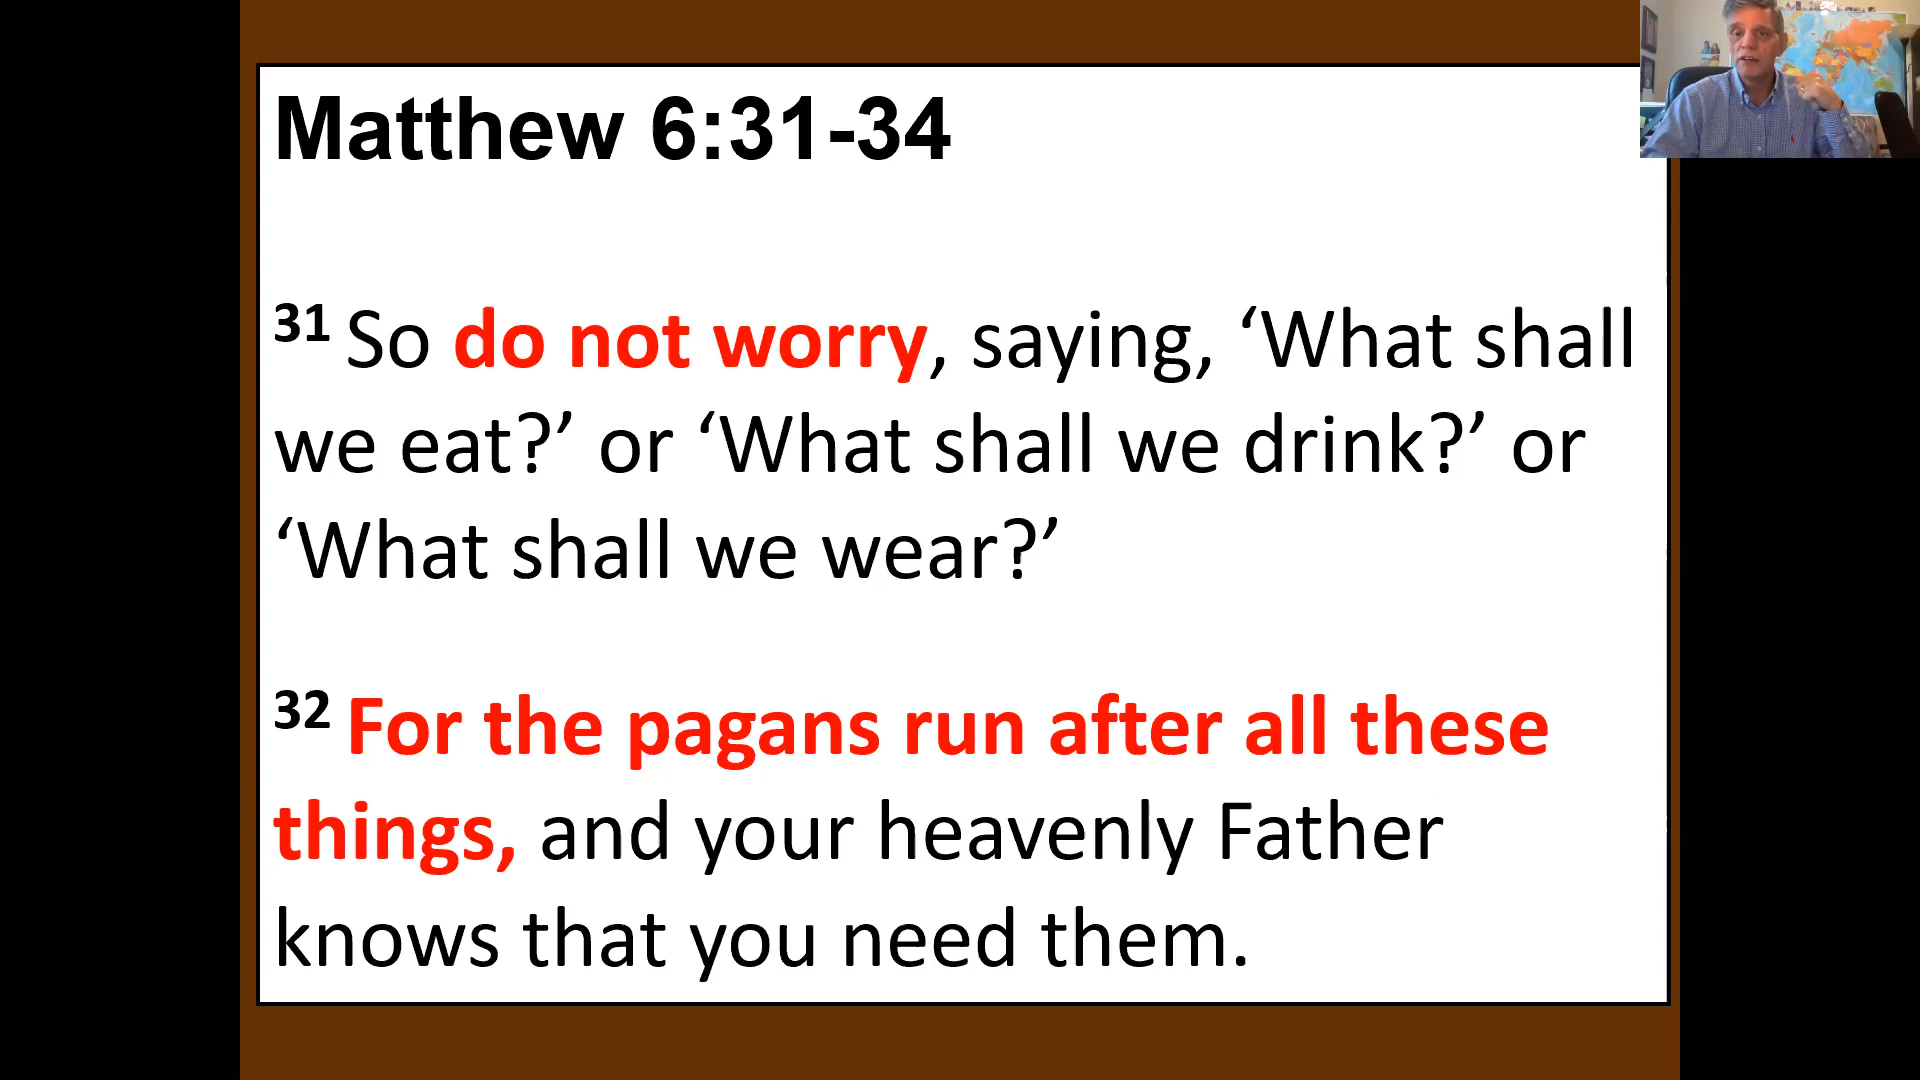 Matthew 6:31-34
31 So do not worry, saying, ‘What shall
we eat?’ or ‘What shall we drink?’ or
‘What shall we wear?’
32 For the pagans run after all these
things, and your heavenly Father
knows that you need them.